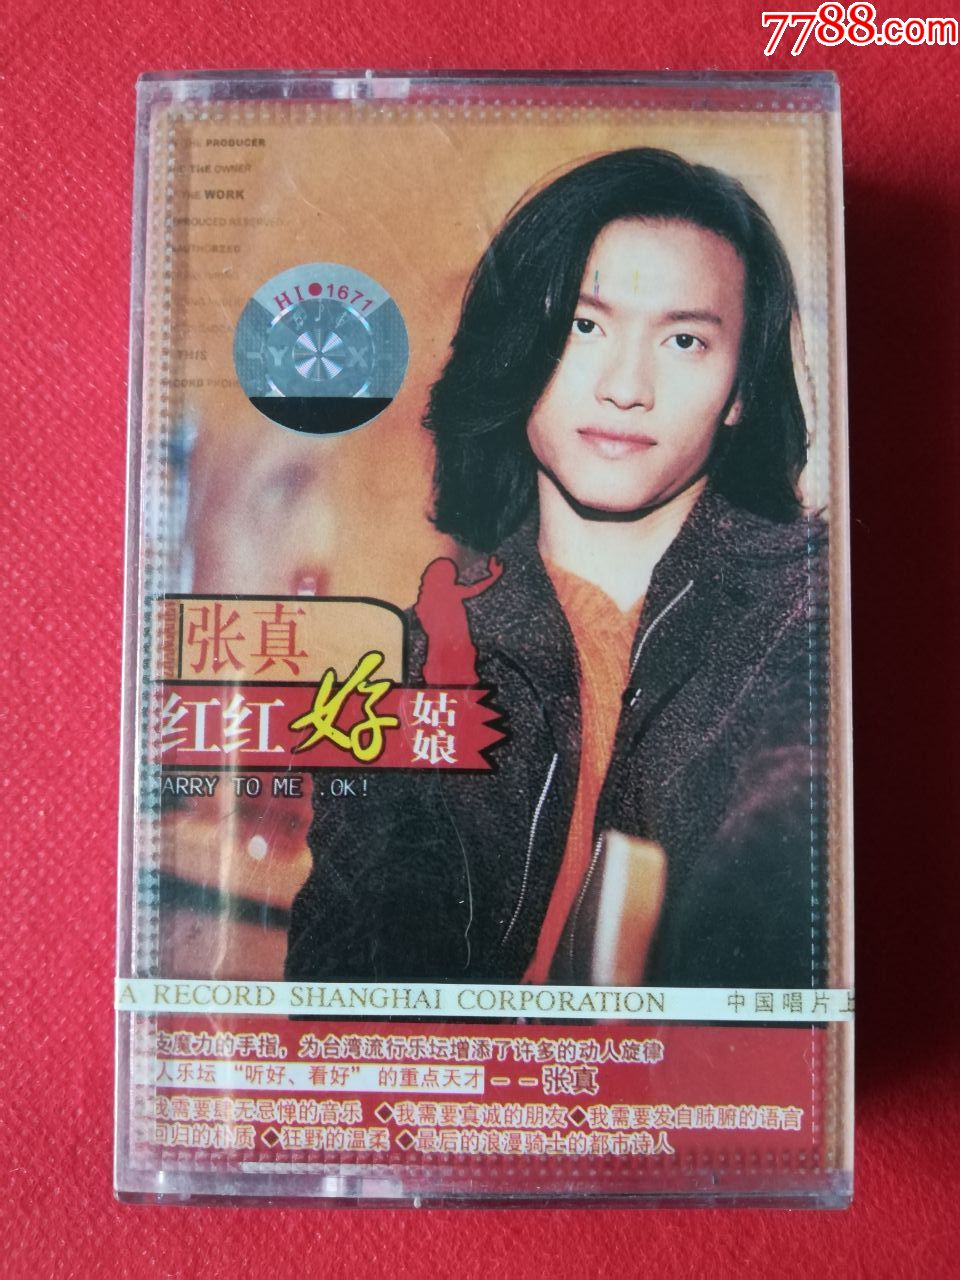 7788.com
THE PRODUCER
THE OWNER
THE WORK
RESERVED
AUTHORIZED
HI●1671
Y X
THIS
张真
红红好姑娘
ARRY TO ME .OK!
A RECORD SHANGHAI CORPORATION 中国唱片上
支魔力的手指，为台湾流行乐坛增添了许多的动人旋律
人乐坛“听好、看好”的重点天才——张真
我需要肆无忌惮的音乐 ◆我需要真诚的朋友◆我需要发自肺腑的语言
回归的朴质 ◆狂野的温柔 ◆最后的浪漫骑士的都市诗人